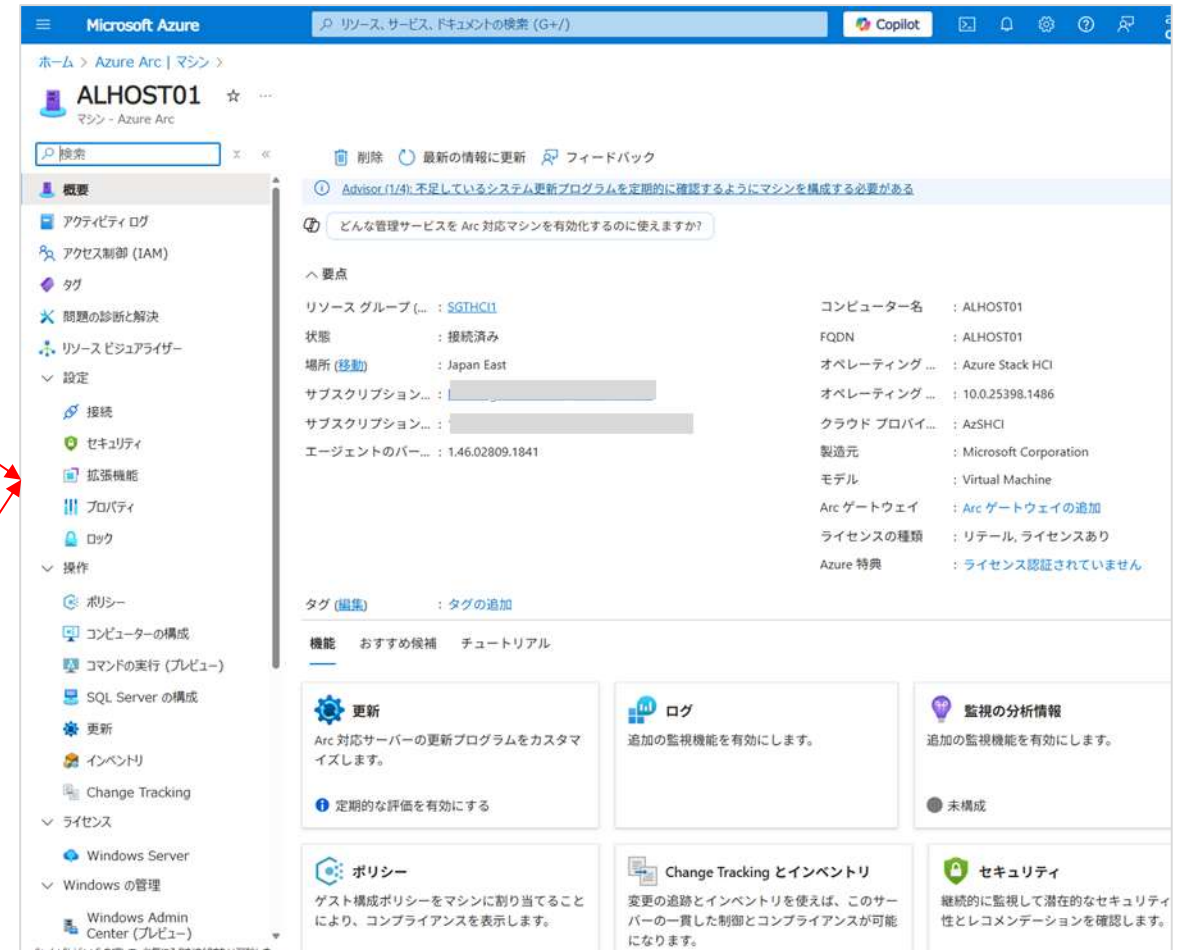 Microsoft Azure
リソース、サービス、ドキュメントの検索 (G+/)
Copilot
ホーム > Azure Arc | マシン >
ALHOST01
マシン - Azure Arc
検索
削除 最新の情報に更新 フィードバック
概要
アクティビティ ログ
アクセス制御 (IAM)
タグ
問題の診断と解決
リソース ビジュアライザー
設定
接続
セキュリティ
拡張機能
プロパティ
ロック
操作
ポリシー
コンピューターの構成
コマンドの実行 (プレビュー)
SQL Server の構成
更新
インベントリ
Change Tracking
ライセンス
Windows Server
Windows の管理
Windows Admin
Center (プレビュー)
Advisor (1/4): 不足しているシステム更新プログラムを定期的に確認するようにマシンを構成する必要がある
どんな管理サービスを Arc 対応マシンを有効化するのに使えますか?
要点
リソース グループ (... : SGTHCI1
状態 : 接続済み
場所 (移動) : Japan East
サブスクリプション... :
サブスクリプション... :
エージェントのバー... : 1.46.02809.1841
コンピューター名 : ALHOST01
FQDN : ALHOST01
オペレーティング ... : Azure Stack HCI
オペレーティング ... : 10.0.25398.1486
クラウド プロバイ... : AzSHCI
製造元 : Microsoft Corporation
モデル : Virtual Machine
Arc ゲートウェイ : Arc ゲートウェイの追加
ライセンスの種類 : リテール, ライセンスあり
Azure 特典 : ライセンス認証されていません
タグ (編集) : タグの追加
機能 おすすめ候補 チュートリアル
更新
Arc 対応サーバーの更新プログラムをカスタマ
イズします。
定期的な評価を有効にする
ログ
追加の監視機能を有効にします。
監視の分析情報
追加の監視機能を有効にします。
未構成
ポリシー
ゲスト構成ポリシーをマシンに割り当てること
により、コンプライアンスを表示します。
Change Tracking とインベントリ
変更の追跡とインベントリを使えば、このサー
バーの一貫した制御とコンプライアンスが可能
になります。
セキュリティ
継続的に監視して潜在的なセキュリティ
性とレコメンデーションを確認します。